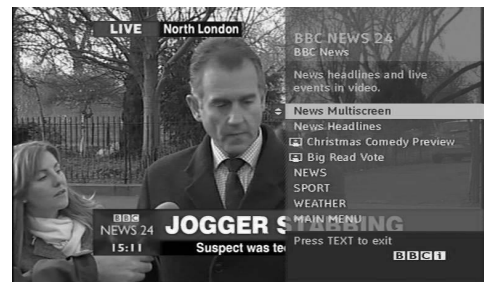 LIVE North London
BBC NEWS 24
BBC News
News headlines and live
events in video.
News Multiscreen
News Headlines
Christmas Comedy Preview
Big Read Vote
NEWS
SPORT
WEATHER
MAIN MENU
Press TEXT to exit
BBC 1
BBC
NEWS 24
15:11
JOGGER STABBING
Suspect was